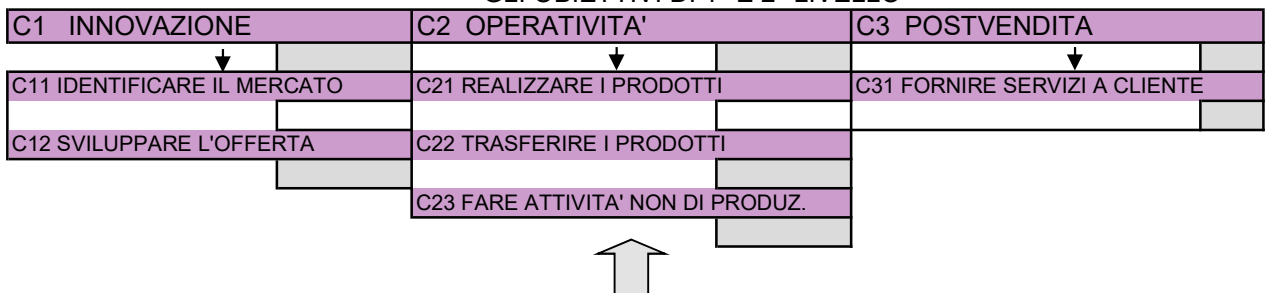 C1 INNOVAZIONE
C2 OPERATIVITA'
C3 POSTVENDITA
C11 IDENTIFICARE IL MERCATO
C21 REALIZZARE I PRODOTTI
C31 FORNIRE SERVIZI A CLIENTE
C12 SVILUPPARE L'OFFERTA
C22 TRASFERIRE I PRODOTTI
C23 FARE ATTIVITA' NON DI PRODUZ.